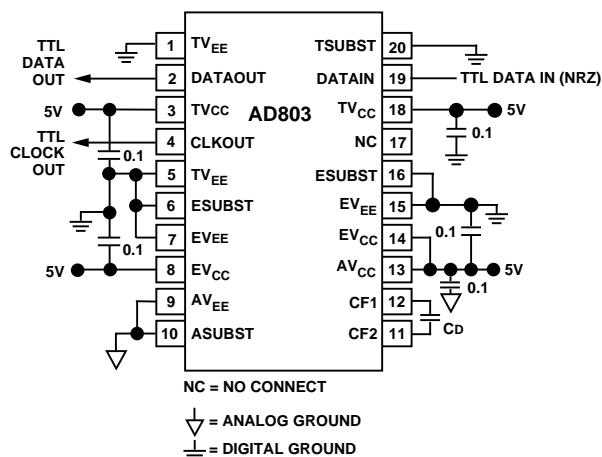 TTL DATA OUT
5V
TTL CLOCK OUT
0.1
0.1
5V
AD803
1 TVEE
2 DATAOUT
3 TVCC
4 CLKOUT
5 TVEE
6 ESUBST
7 EVEE
8 EVCC
9 AVEE
10 ASUBST
TSUBST 20
DATAIN 19
TTL DATA IN (NRZ)
TVCC 18
5V
0.1
NC 17
ESUBST 16
EVEE 15
EVCC 14
0.1
AVCC 13
5V
0.1
CF1 12
CD
CF2 11
NC = NO CONNECT
= ANALOG GROUND
= DIGITAL GROUND